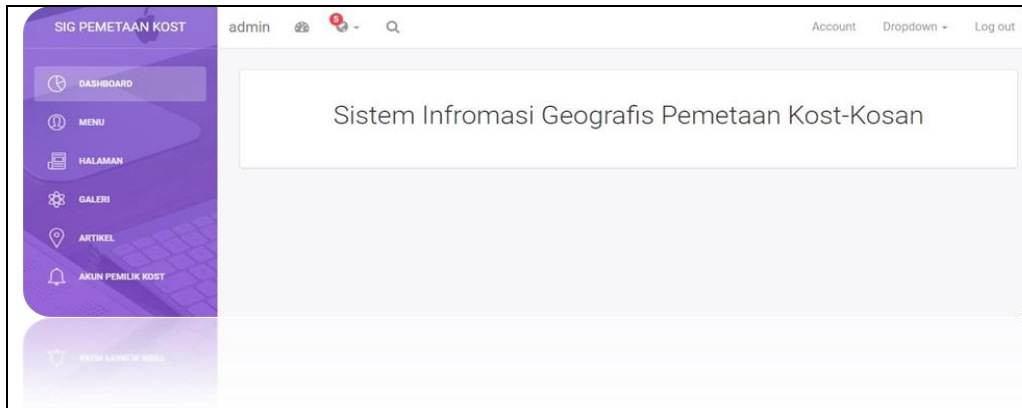 SIG PEMETAAN KOST
admin
5
Account
Dropdown
Log out
DASHBOARD
MENU
HALAMAN
GALERI
ARTIKEL
AKUN PEMILIK KOST
Sistem Infromasi Geografis Pemetaan Kost-Kosan